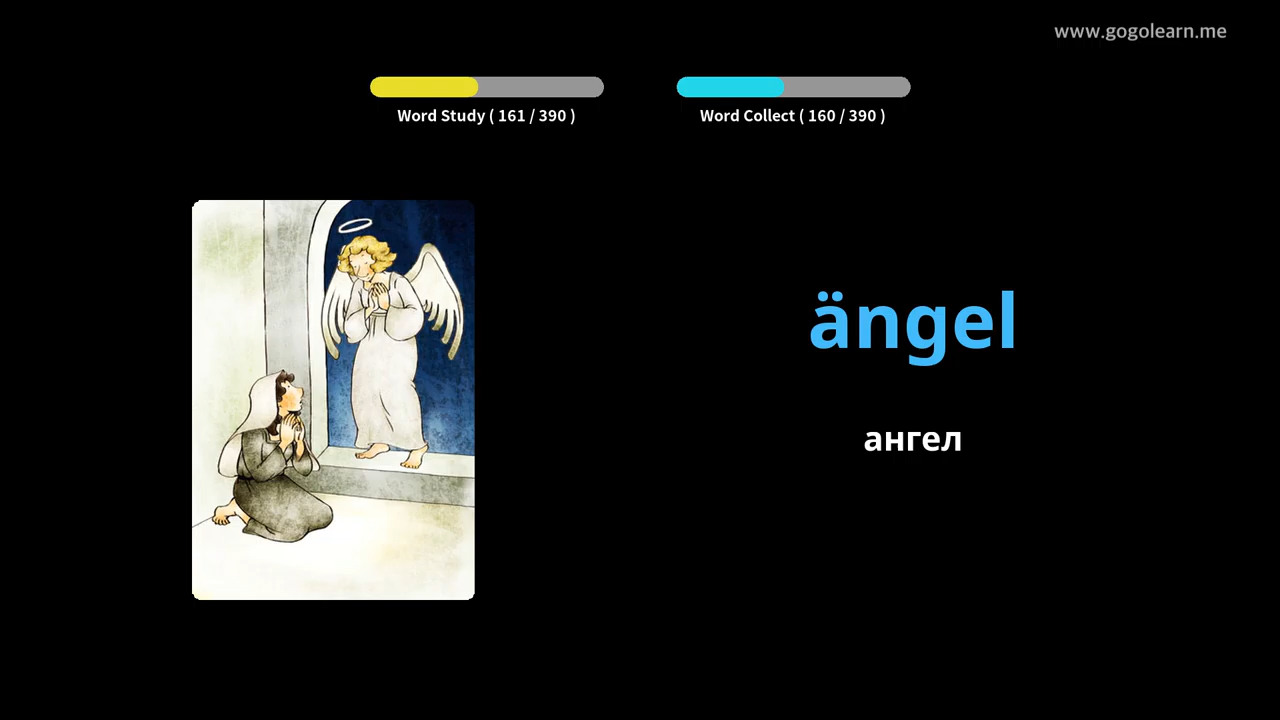 www.gogolearn.me
Word Study ( 161 / 390 )
Word Collect ( 160 / 390 )
ängel
ангел